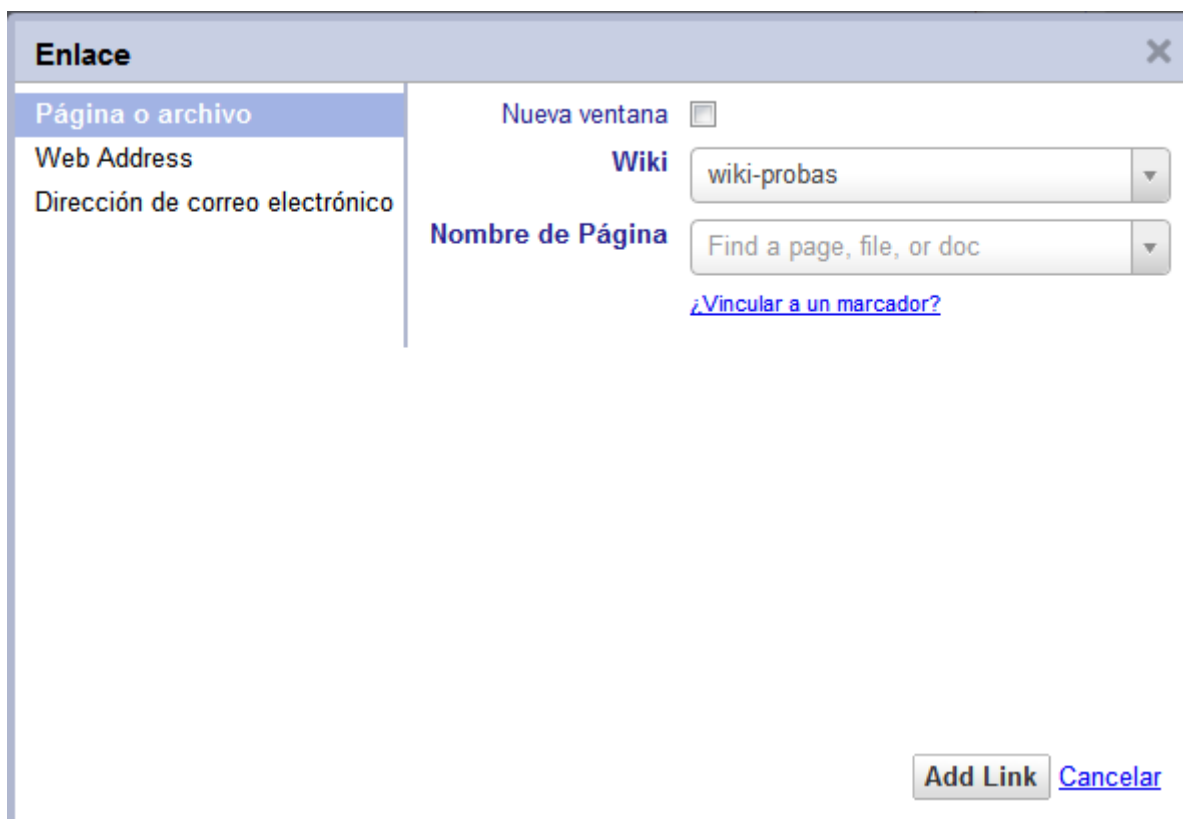 Enlace
Página o archivo
Web Address
Dirección de correo electrónico
Nueva ventana
Wiki
wiki-probas
Nombre de Página
Find a page, file, or doc
¿Vincular a un marcador?
Add Link Cancelar